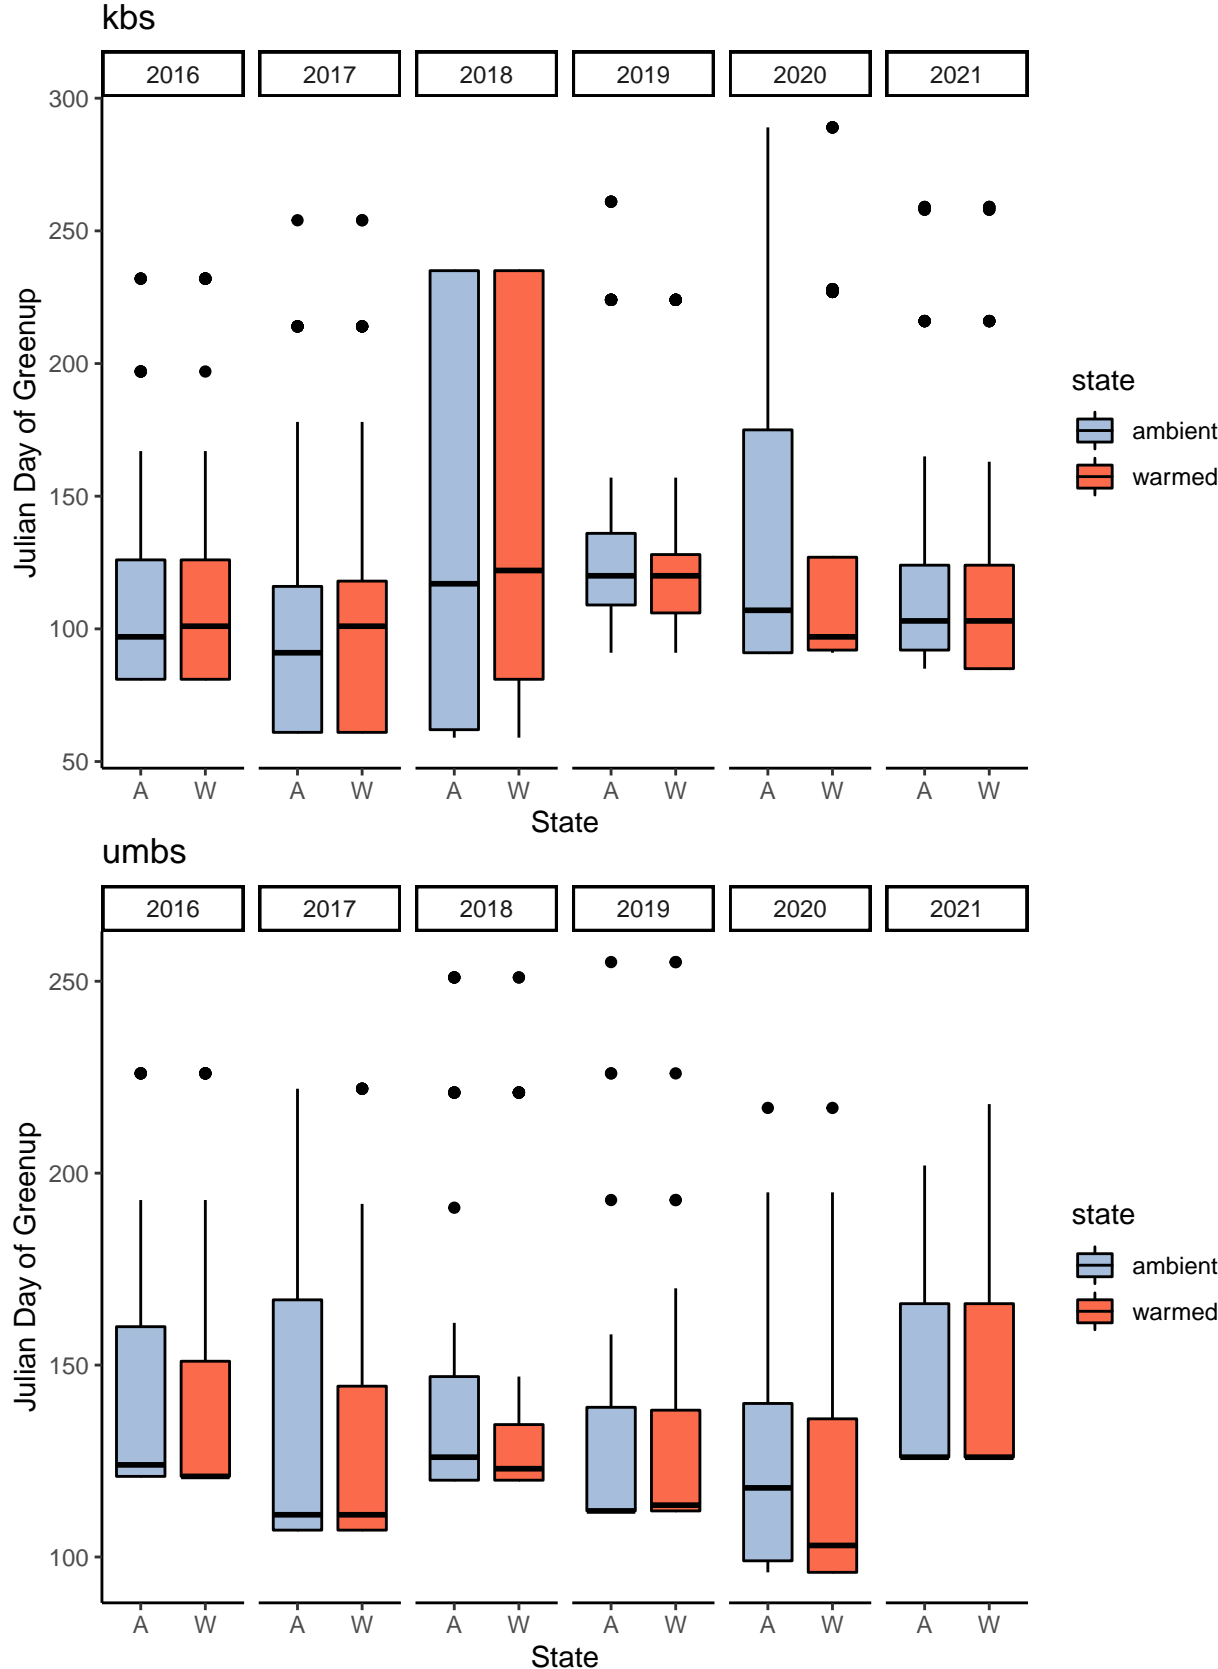 kbs
2016 2017 2018 2019 2020 2021
300
250
200
150
100
50
Julian Day of Greenup
A W A W A W A W A W A W
State
state
ambient
warmed
umbs
2016 2017 2018 2019 2020 2021
250
200
150
100
Julian Day of Greenup
A W A W A W A W A W A W
State
state
ambient
warmed